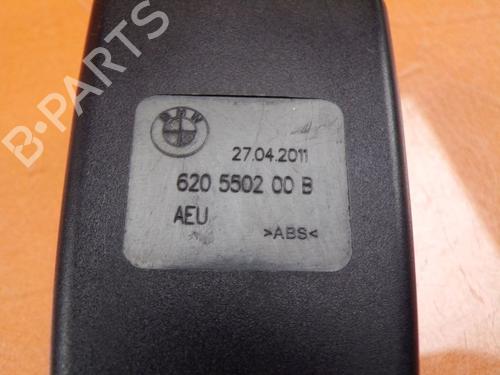 B-PARTS
BMW
27.04.2011
620 5502 00 B
AEU
>ABS<